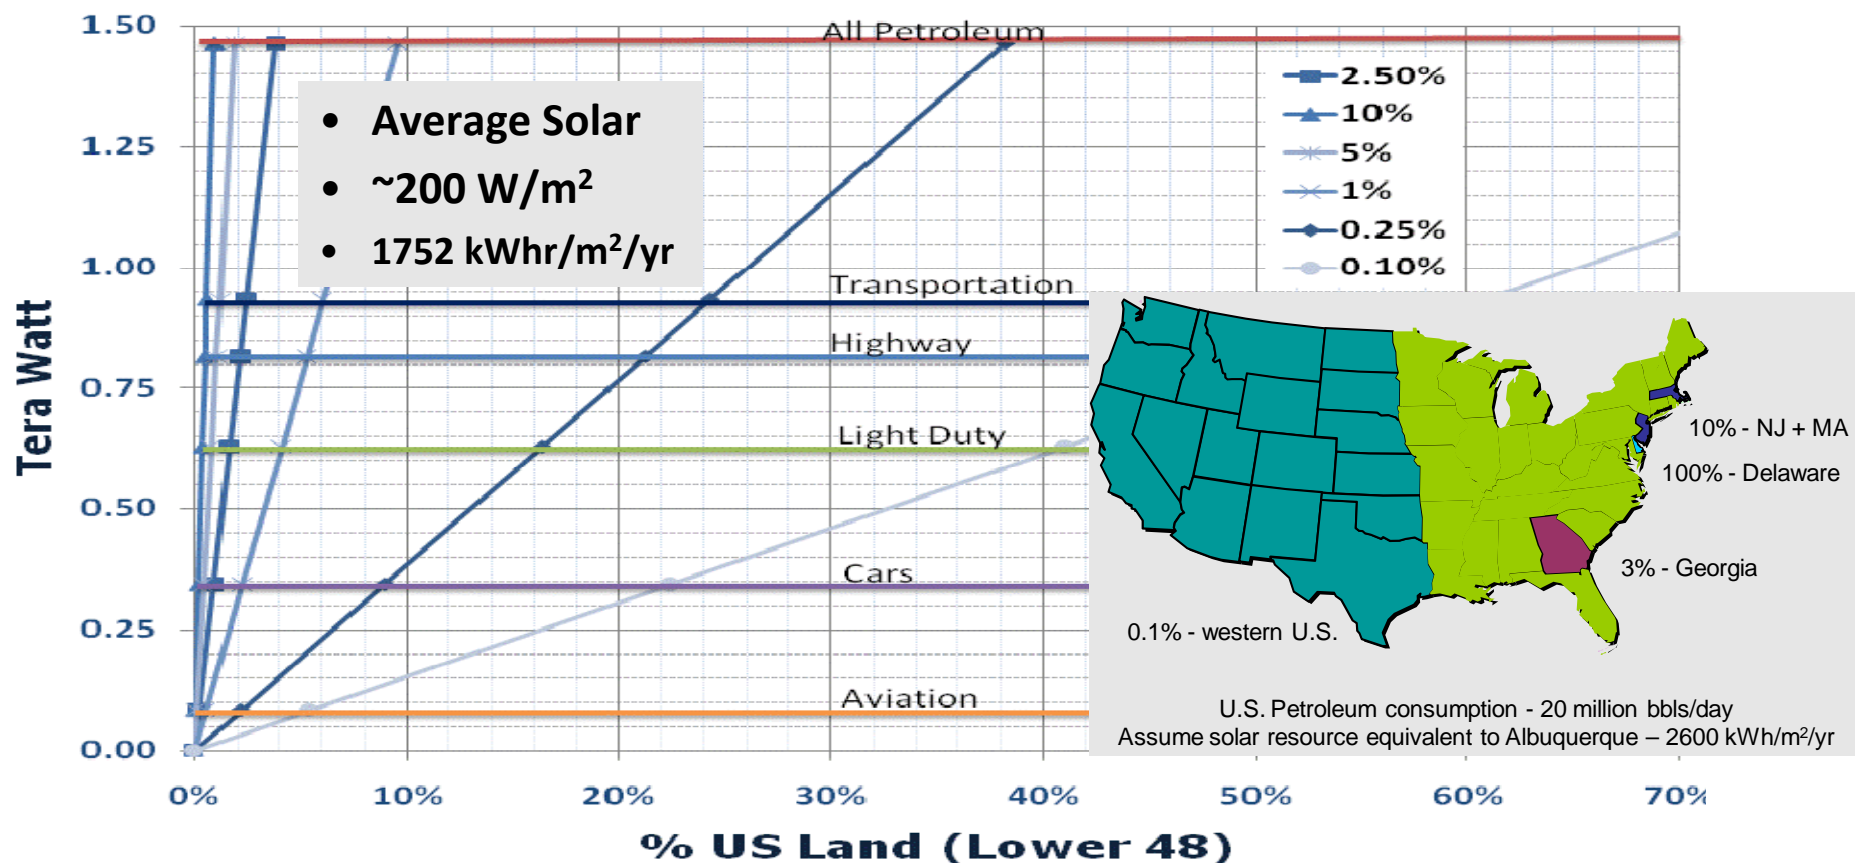 1.50
1.25
1.00
0.75
0.50
0.25
0.00
Tera Watt
All Petroleum
• Average Solar
• ~200 W/m²
• 1752 kWhr/m²/yr
2.50%
10%
5%
1%
0.25%
0.10%
Transportation
Highway
Light Duty
Cars
Aviation
10% - NJ + MA
100% - Delaware
3% - Georgia
0.1% - western U.S.
U.S. Petroleum consumption - 20 million bbls/day
Assume solar resource equivalent to Albuquerque – 2600 kWh/m²/yr
0% 10% 20% 30% 40% 50% 60% 70%
% US Land (Lower 48)